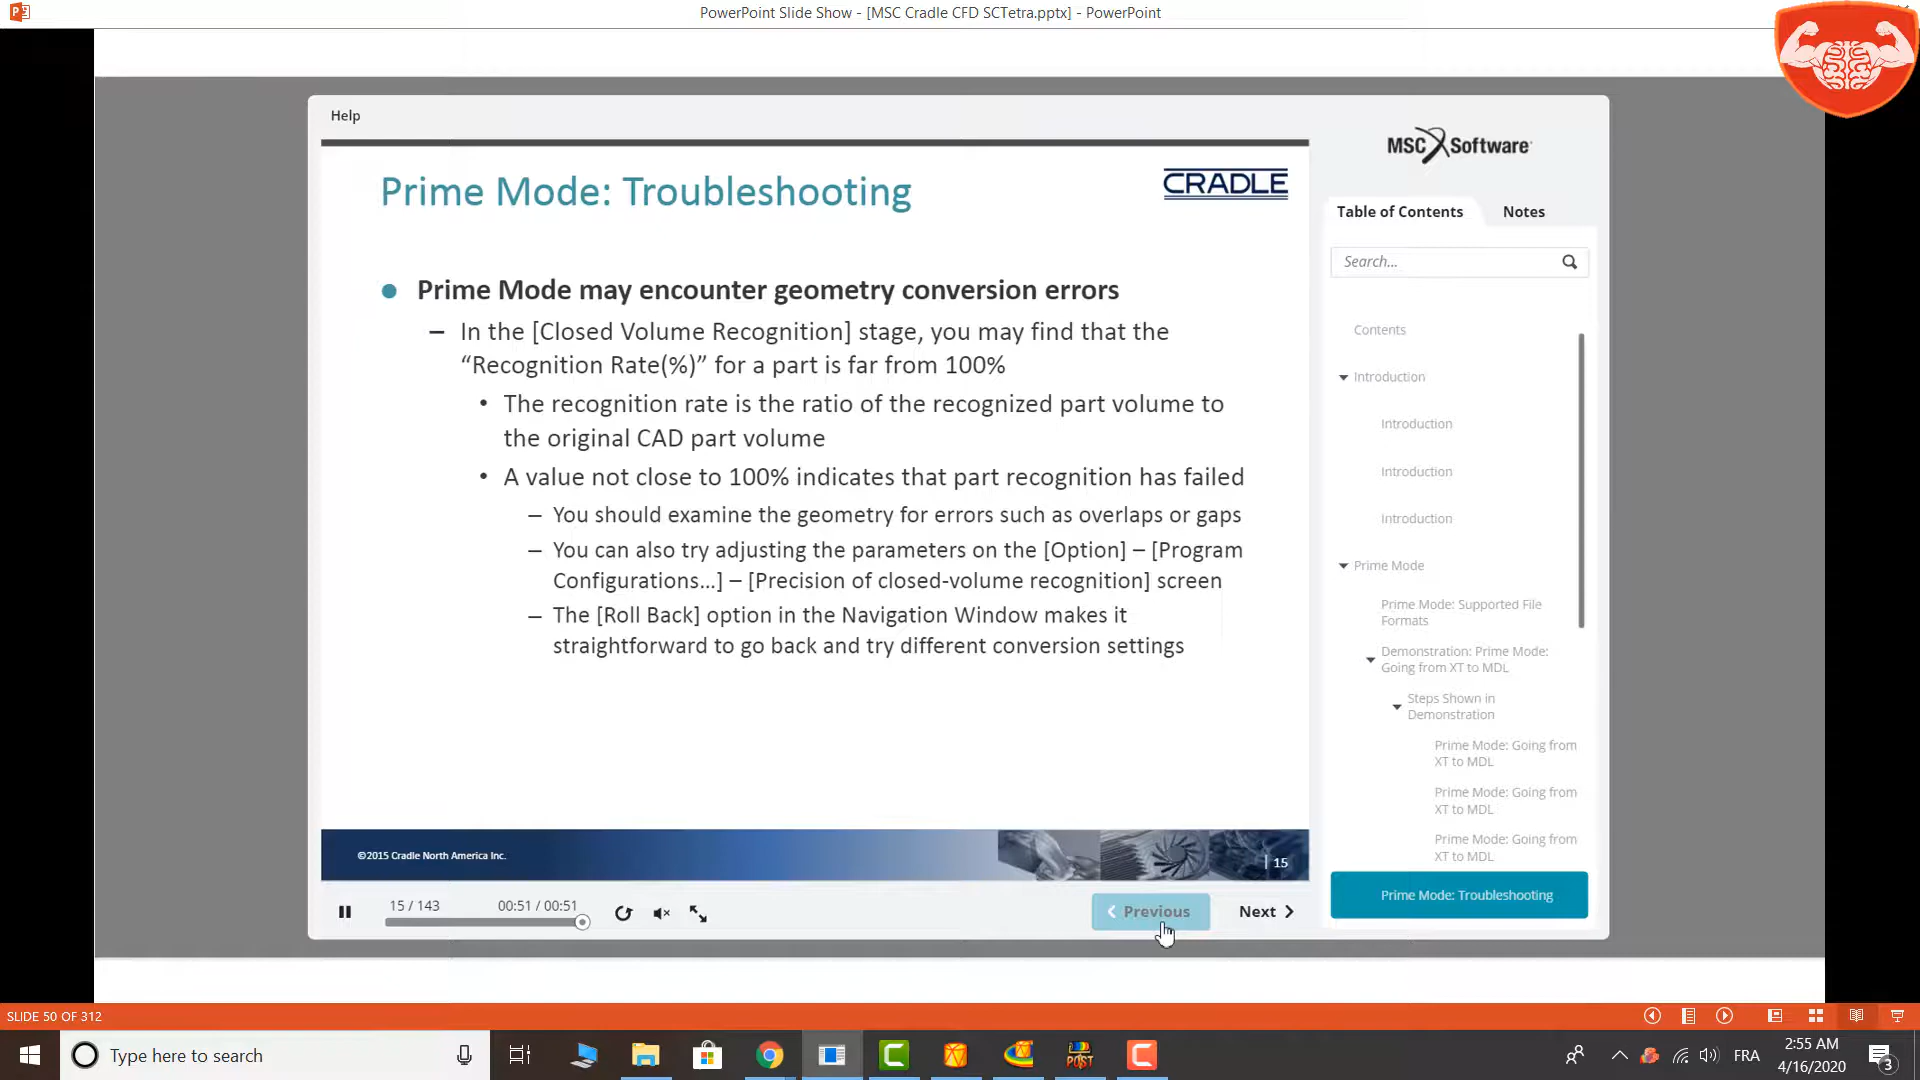 PowerPoint Slide Show - [MSC Cradle CFD SCTetra.pptx] - PowerPoint
Help
MSC Software
Prime Mode: Troubleshooting
CRADLE
Table of Contents
Notes
Search...
• Prime Mode may encounter geometry conversion errors
– In the [Closed Volume Recognition] stage, you may find that the
“Recognition Rate(%)” for a part is far from 100%
• The recognition rate is the ratio of the recognized part volume to
the original CAD part volume
• A value not close to 100% indicates that part recognition has failed
– You should examine the geometry for errors such as overlaps or gaps
– You can also try adjusting the parameters on the [Option] – [Program
Configurations...] – [Precision of closed-volume recognition] screen
– The [Roll Back] option in the Navigation Window makes it
straightforward to go back and try different conversion settings
Contents
Introduction
Introduction
Introduction
Introduction
Prime Mode
Prime Mode: Supported File
Formats
Demonstration: Prime Mode:
Going from XT to MDL
Steps Shown in
Demonstration
Prime Mode: Going from
XT to MDL
Prime Mode: Going from
XT to MDL
Prime Mode: Going from
XT to MDL
Prime Mode: Troubleshooting
©2015 Cradle North America Inc.
15
15 / 143
00:51 / 00:51
Previous
Next
SLIDE 50 OF 312
Type here to search
POST
FRA
2:55 AM
4/16/2020
3